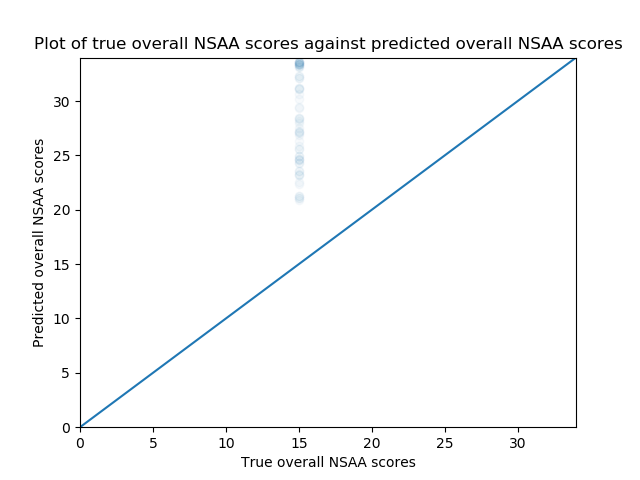 Plot of true overall NSAA scores against predicted overall NSAA scores
30
25
20
15
10
5
0
Predicted overall NSAA scores
0 5 10 15 20 25 30
True overall NSAA scores